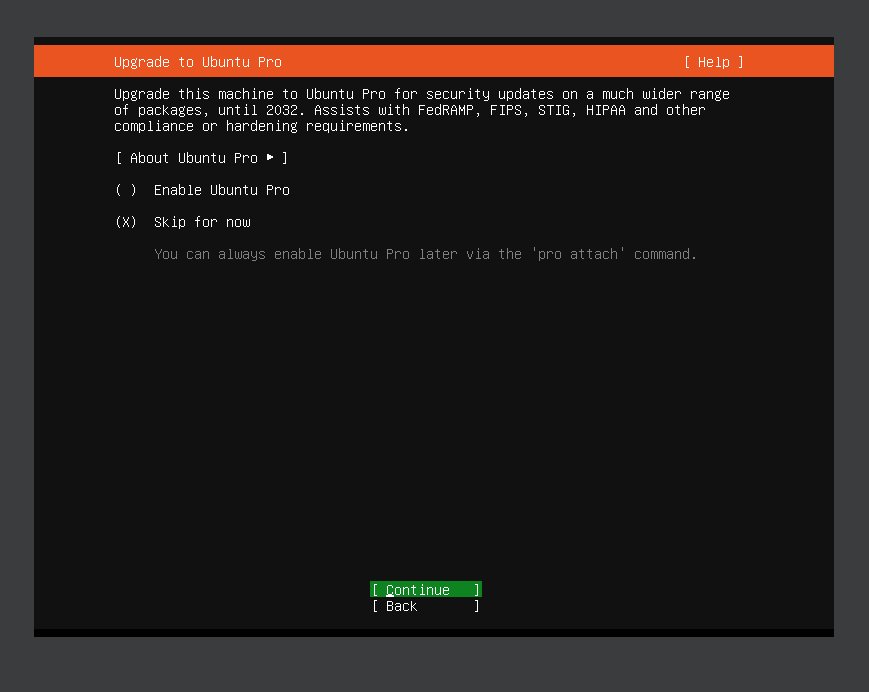 Upgrade to Ubuntu Pro [ Help ]
Upgrade this machine to Ubuntu Pro for security updates on a much wider range
of packages, until 2032. Assists with FedRAMP, FIPS, STIG, HIPAA and other
compliance or hardening requirements.
[ About Ubuntu Pro ► ]
( ) Enable Ubuntu Pro
(X) Skip for now
You can always enable Ubuntu Pro later via the 'pro attach' command.
[ Continue ]
[ Back ]